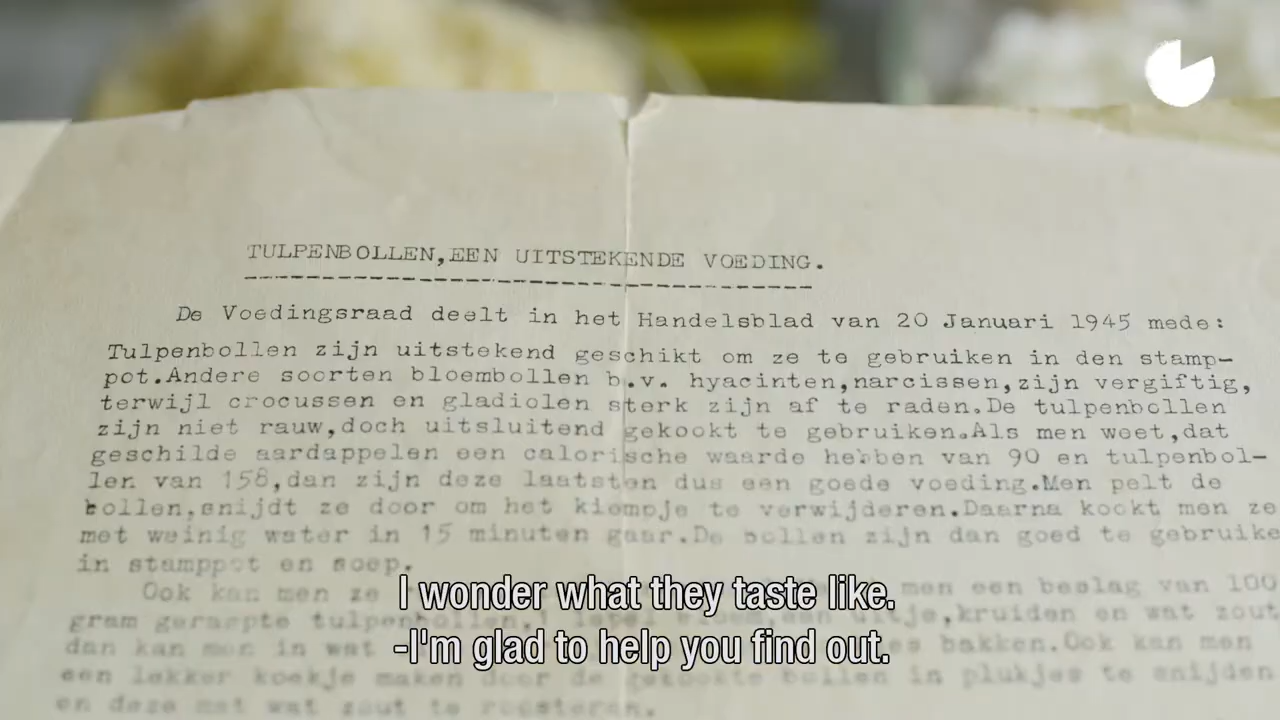 TULPENBOLLEN,EEN UITSTEKENDE VOEDING.
De Voedingsraad deelt in het Handelsblad van 20 Januari 1945 mede:
Tulpenbollen zijn uitstekend geschikt om ze te gebruiken in den stamp-
pot.Andere soorten bloembollen b.v. hyacinten,narcissen,zijn vergiftig,
terwijl crocussen en gladiolen sterk zijn af te raden.De tulpenbollen
zijn niet rauw,doch uitsluitend gekookt te gebruiken.Als men weet,dat
geschilde aardappelen een calorische waarde hebben van 90 en tulpenbol-
len van 158,dan zijn deze laatsten dus een goede voeding.Men pelt de
bollen,snijdt ze door om het kiempje te verwijderen.Daarna kookt men ze
met weinig water in 15 minuten gaar.De bollen zijn dan goed te gebruike
in stamppot en soep.
Ook kan men ze men een beslag van 100
gram geraspte tulpenbollen,1 kruiden en wat zout
dan kan men in wat bakken.Ook kan men
een lekker koekje maken door de gekookte bollen in plukjes te snijden
en deze met wat zout te roosteren.
I wonder what they taste like.
-I'm glad to help you find out.